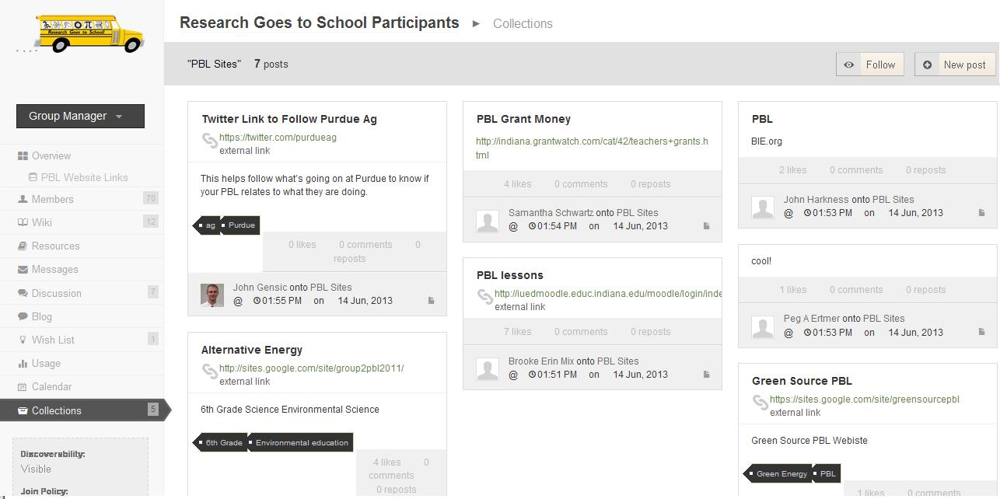 Research Goes to School
Research Goes to School Participants ► Collections
"PBL Sites" 7 posts
Follow
New post
Group Manager
Overview
PBL Website Links
Members 70
Wiki 12
Resources
Messages
Discussion 7
Blog
Wish List 1
Usage
Calendar
Collections 5
Discoverability:
Visible
Join Policy:
Twitter Link to Follow Purdue Ag
https://twitter.com/purdueag
external link
This helps follow what's going on at Purdue to know if
your PBL relates to what they are doing.
ag Purdue
0 likes 0 comments 0
reposts
John Gensic onto PBL Sites
@ 01:55 PM on 14 Jun, 2013
Alternative Energy
http://sites.google.com/site/group2pbl2011/
external link
6th Grade Science Environmental Science
6th Grade Environmental education
4 likes 0
comments
0 reposts
PBL Grant Money
http://indiana.grantwatch.com/cat/42/teachers+grants.h
tml
4 likes 0 comments 0 reposts
Samantha Schwartz onto PBL Sites
@ 01:54 PM on 14 Jun, 2013
PBL lessons
http://iuedmoodle.educ.indiana.edu/moodle/login/inde
external link
7 likes 0 comments 0 reposts
Brooke Erin Mix onto PBL Sites
@ 01:51 PM on 14 Jun, 2013
PBL
BIE.org
2 likes 0 comments 0 reposts
John Harkness onto PBL Sites
@ 01:53 PM on 14 Jun, 2013
cool!
1 likes 0 comments 0 reposts
Peg A Ertmer onto PBL Sites
@ 01:53 PM on 14 Jun, 2013
Green Source PBL
https://sites.google.com/site/greensourcepbl
external link
Green Source PBL Webiste
Green Energy PBL
1 likes 0 comments